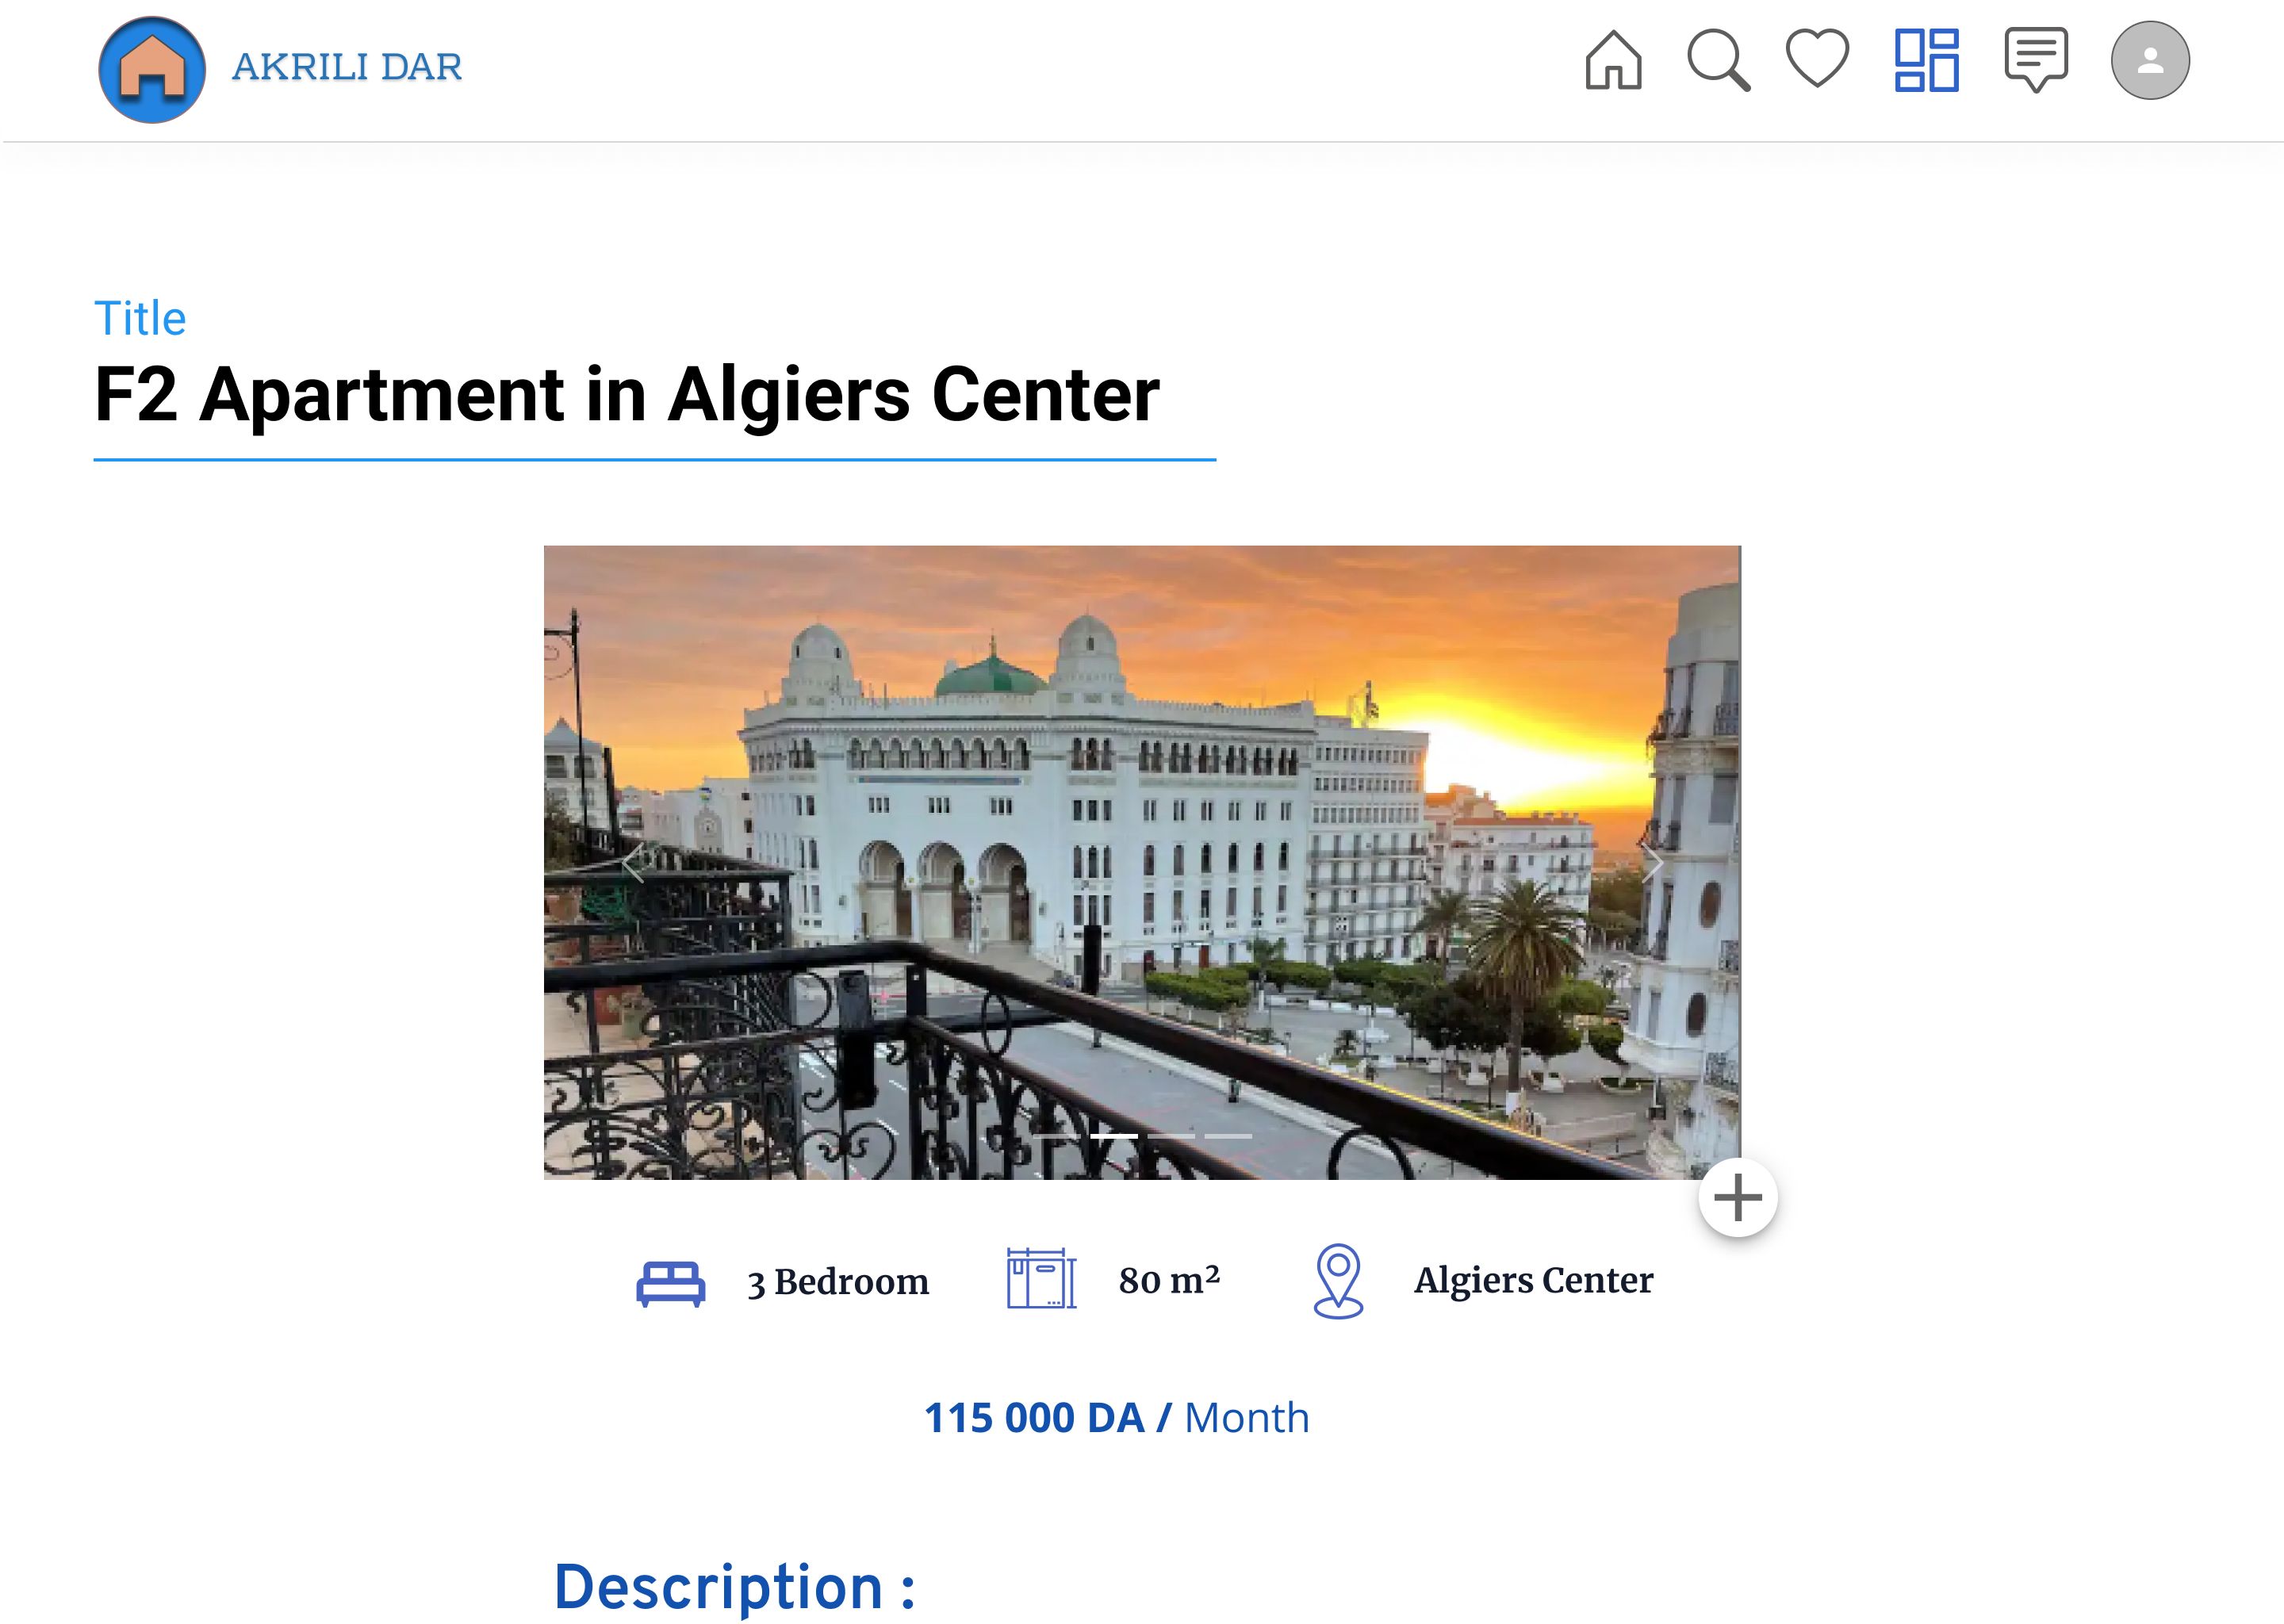 AKRILI DAR
Title
F2 Apartment in Algiers Center
3 Bedroom
80 m²
Algiers Center
115 000 DA / Month
Description :